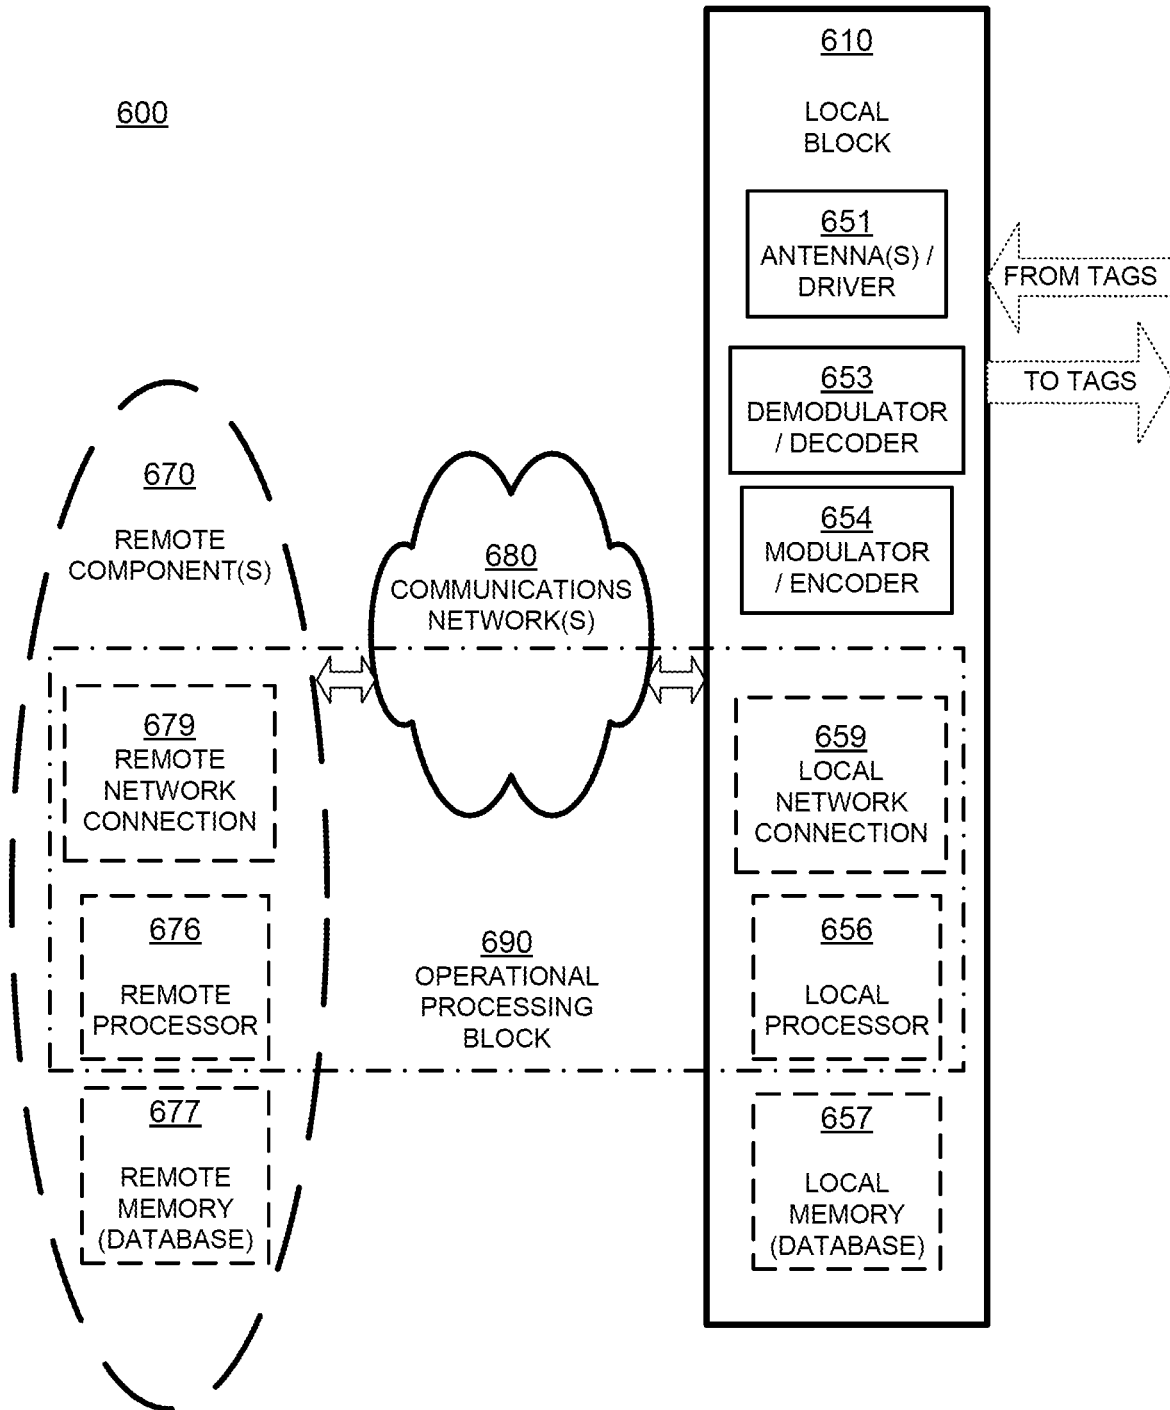 600
610
LOCAL
BLOCK
651
ANTENNA(S) /
DRIVER
FROM TAGS
TO TAGS
653
DEMODULATOR
/ DECODER
654
MODULATOR
/ ENCODER
670
REMOTE
COMPONENT(S)
680
COMMUNICATIONS
NETWORK(S)
679
REMOTE
NETWORK
CONNECTION
659
LOCAL
NETWORK
CONNECTION
676
REMOTE
PROCESSOR
690
OPERATIONAL
PROCESSING
BLOCK
656
LOCAL
PROCESSOR
677
REMOTE
MEMORY
(DATABASE)
657
LOCAL
MEMORY
(DATABASE)